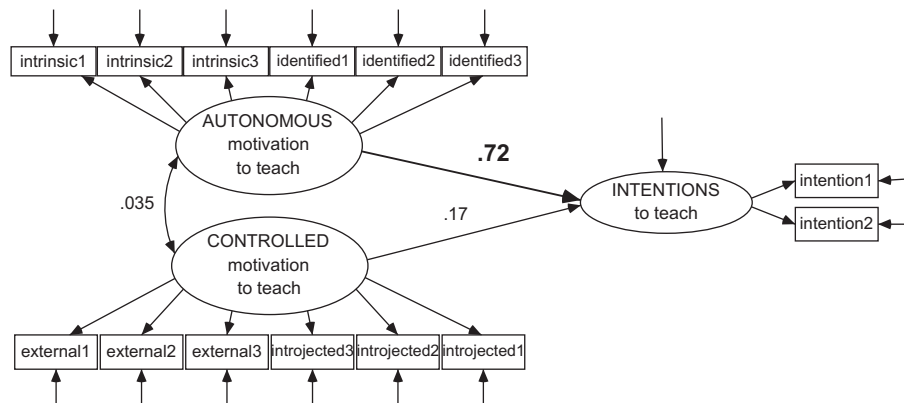 intrinsic1 intrinsic2 intrinsic3 identified1 identified2 identified3
AUTONOMOUS
motivation
to teach
.72
INTENTIONS
to teach
intention1
intention2
.035
.17
CONTROLLED
motivation
to teach
external1 external2 external3 introjected3 introjected2 introjected1